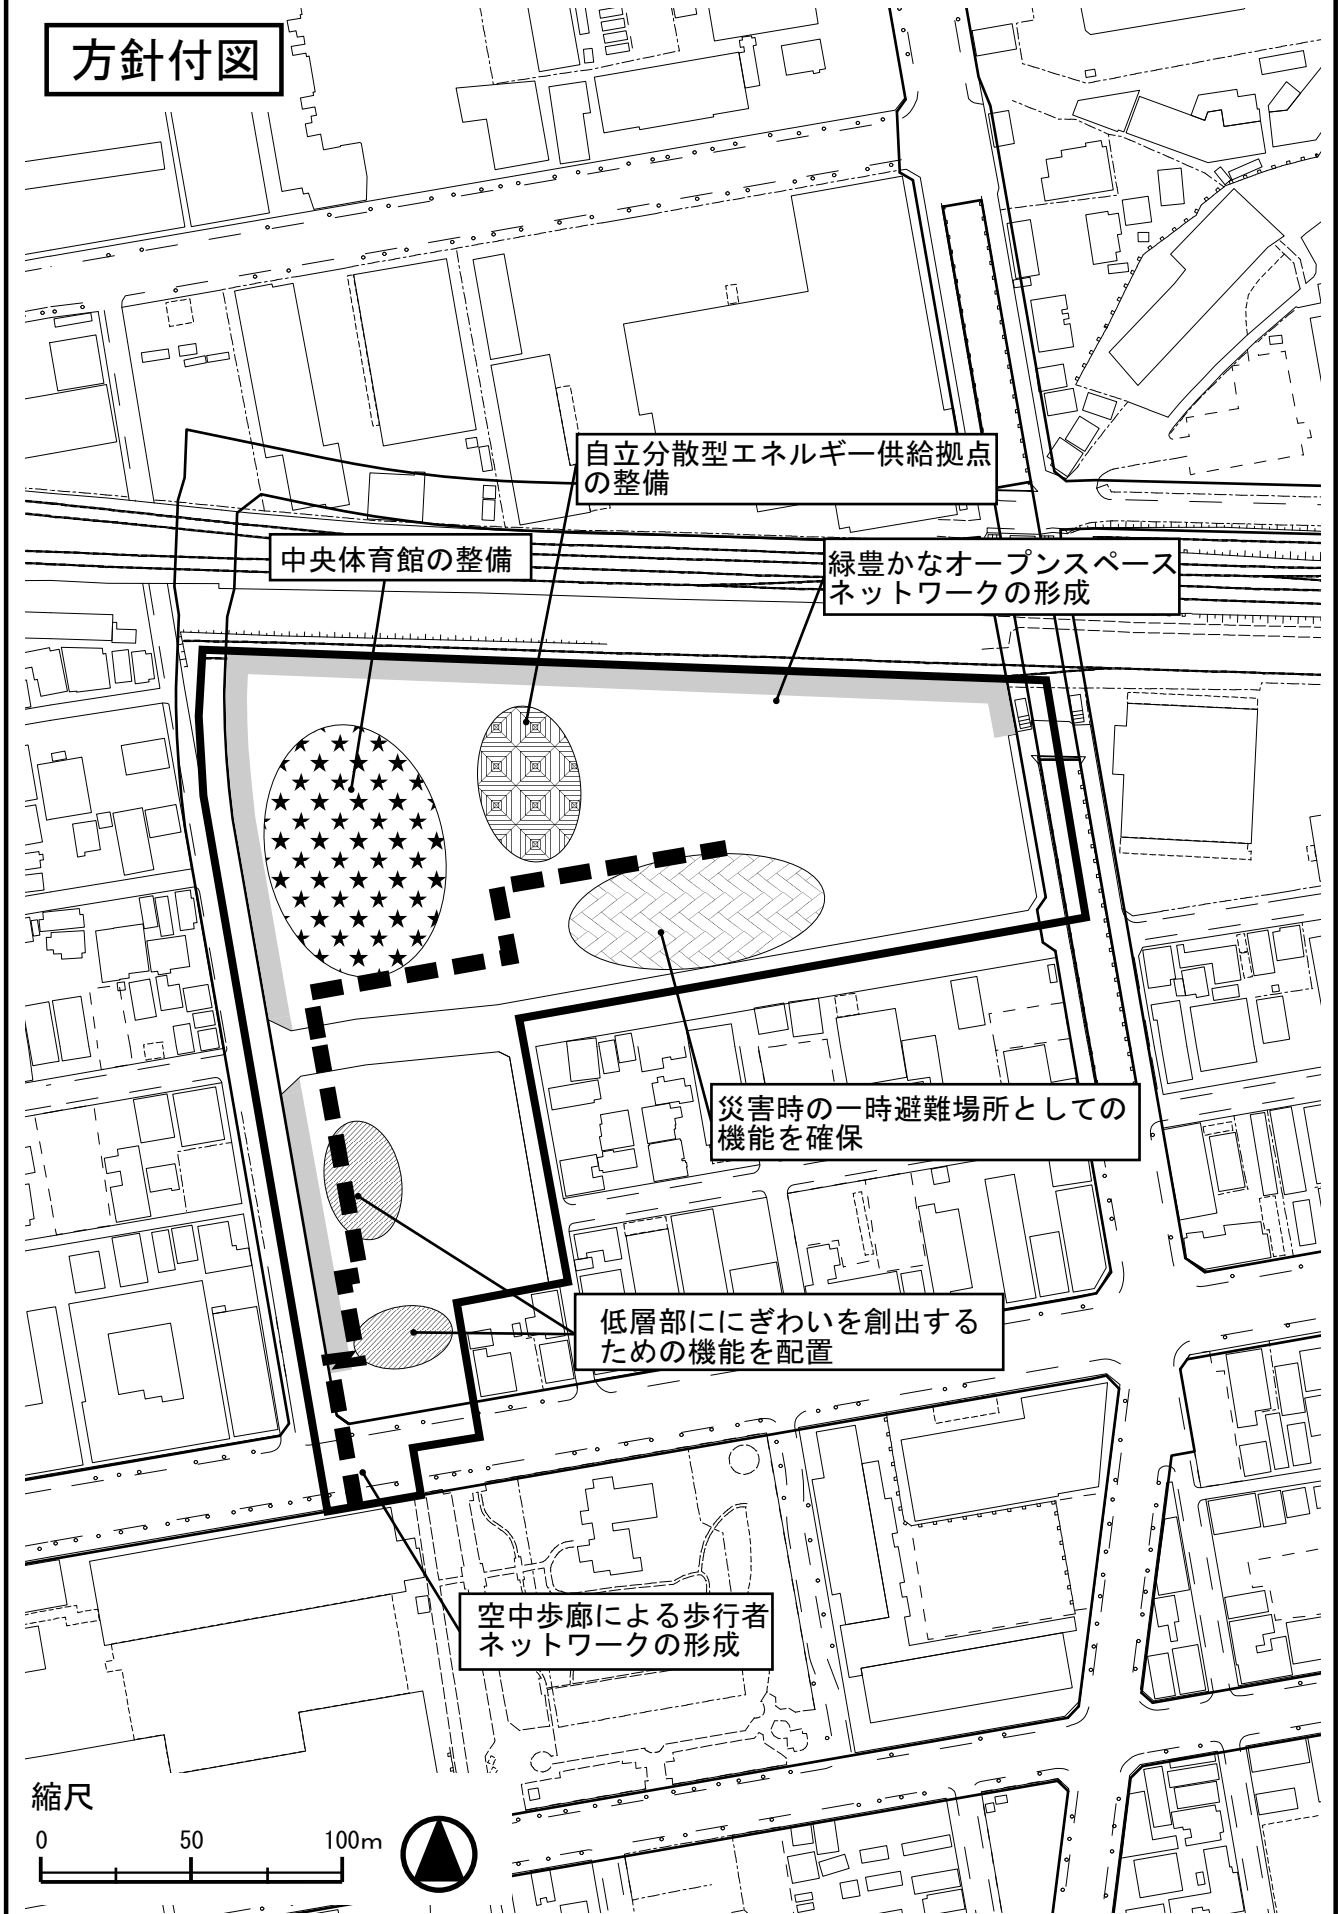 方針付図
自立分散型エネルギー供給拠点
の整備
中央体育館の整備
緑豊かなオープンスペース
ネットワークの形成
災害時の一時避難場所としての
機能を確保
低層部ににぎわいを創出する
ための機能を配置
空中歩廊による歩行者
ネットワークの形成
縮尺
0 50 100m